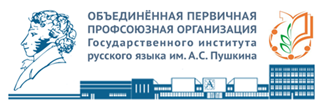 ОБЪЕДИНЁННАЯ ПЕРВИЧНАЯ
ПРОФСОЮЗНАЯ ОРГАНИЗАЦИЯ
Государственного института
русского языка им. А.С. Пушкина